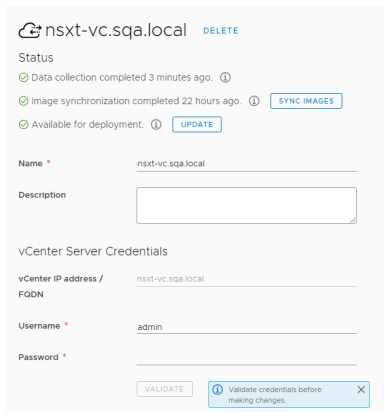 nsxt-vc.sqa.local DELETE
Status
Data collection completed 3 minutes ago.
Image synchronization completed 22 hours ago. SYNC IMAGES
Available for deployment. UPDATE
Name * nsxt-vc.sqa.local
Description
vCenter Server Credentials
vCenter IP address / nsxt-vc.sqa.local
FQDN
Username * admin
Password *
VALIDATE Validate credentials before
making changes.